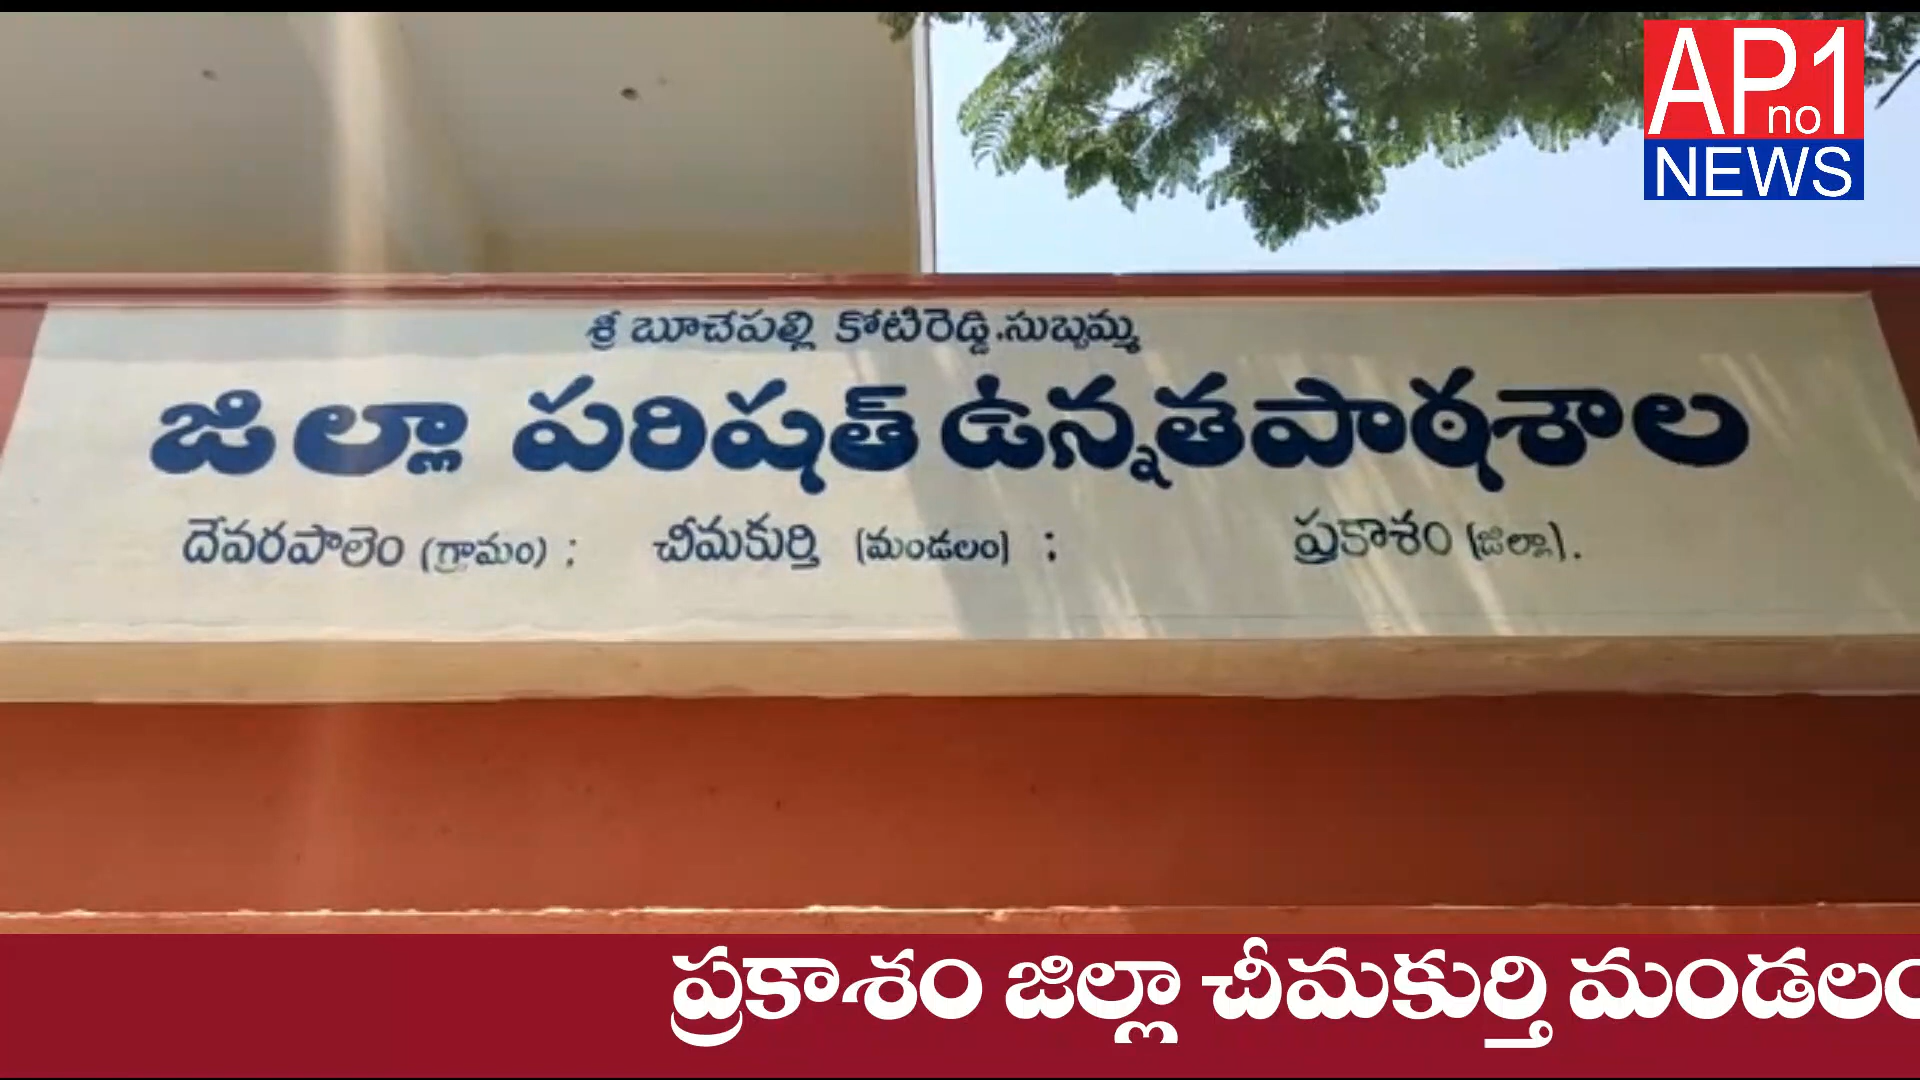 AP no 1
NEWS
శ్రీ బూచేపల్లి కోటిరెడ్డి.సుబ్బమ్మ
జిల్లా పరిషత్ ఉన్నతపాఠశాల
దేవరపాలెం (గ్రామం) ; చీమకుర్తి (మండలం) ; ప్రకాశం (జిల్లా).
ప్రకాశం జిల్లా చీమకుర్తి మండలం